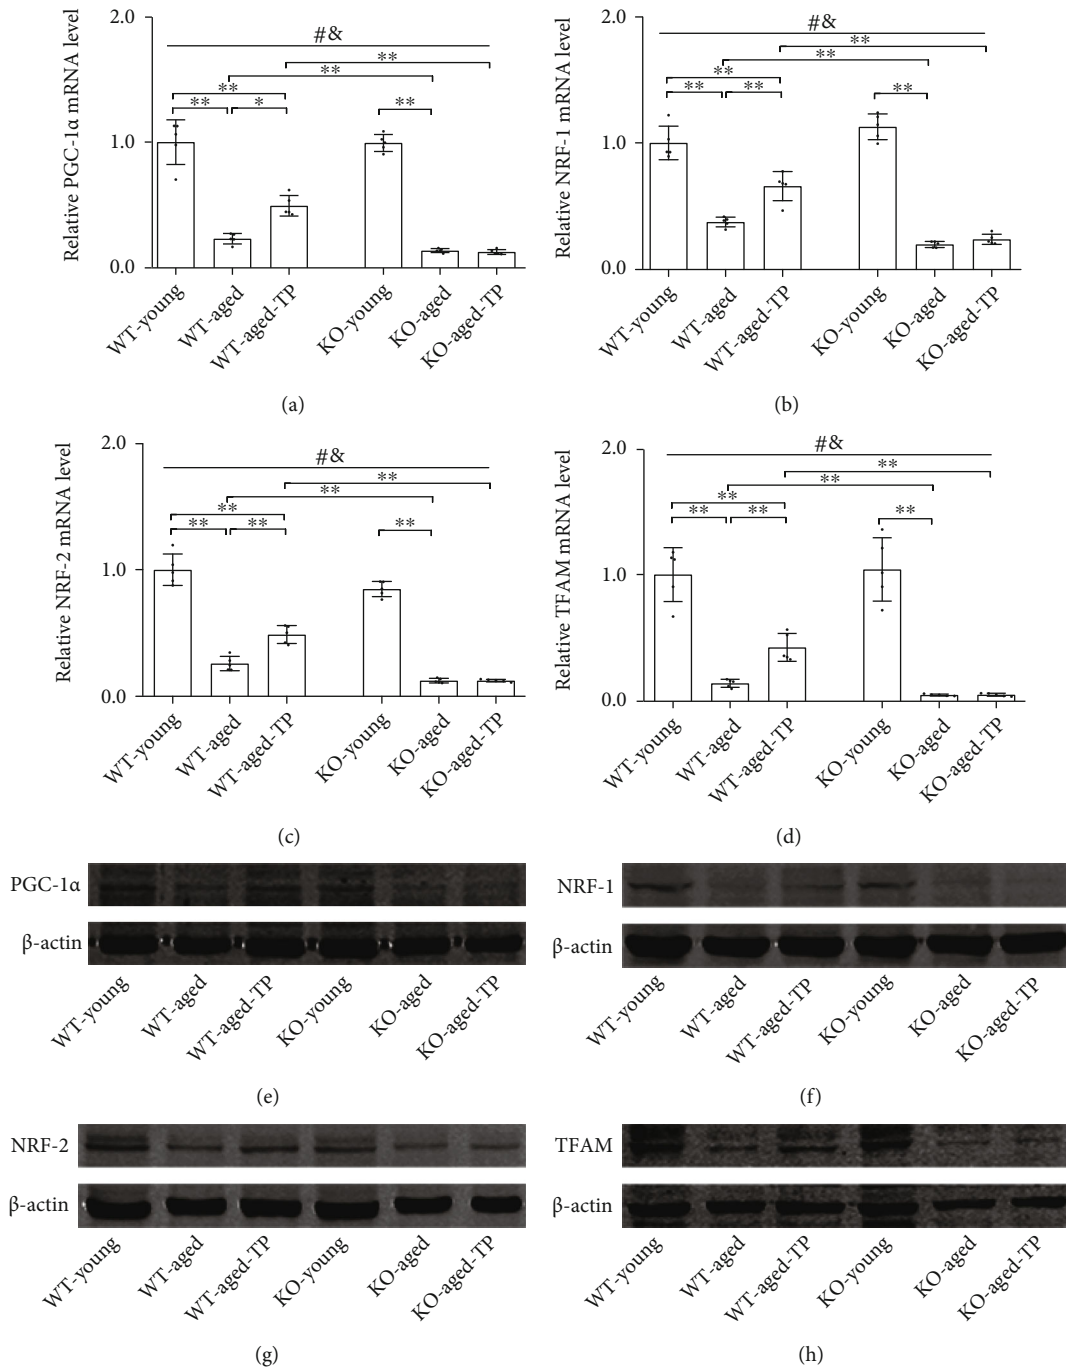 Relative PGC-1α mRNA level
2.0
1.0
0.0
#&
**
**
**
** * **
WT-young
WT-aged
WT-aged-TP
KO-young
KO-aged
KO-aged-TP
(a)
Relative NRF-1 mRNA level
2.0
1.0
0.0
#&
**
**
**
** ** **
WT-young
WT-aged
WT-aged-TP
KO-young
KO-aged
KO-aged-TP
(b)
Relative NRF-2 mRNA level
2.0
1.0
0.0
#&
**
**
**
** ** **
WT-young
WT-aged
WT-aged-TP
KO-young
KO-aged
KO-aged-TP
(c)
Relative TFAM mRNA level
2.0
1.0
0.0
#&
**
**
**
** ** **
WT-young
WT-aged
WT-aged-TP
KO-young
KO-aged
KO-aged-TP
(d)
PGC-1α
β-actin
WT-young
WT-aged
WT-aged-TP
KO-young
KO-aged
KO-aged-TP
(e)
NRF-1
β-actin
WT-young
WT-aged
WT-aged-TP
KO-young
KO-aged
KO-aged-TP
(f)
NRF-2
β-actin
WT-young
WT-aged
WT-aged-TP
KO-young
KO-aged
KO-aged-TP
(g)
TFAM
β-actin
WT-young
WT-aged
WT-aged-TP
KO-young
KO-aged
KO-aged-TP
(h)